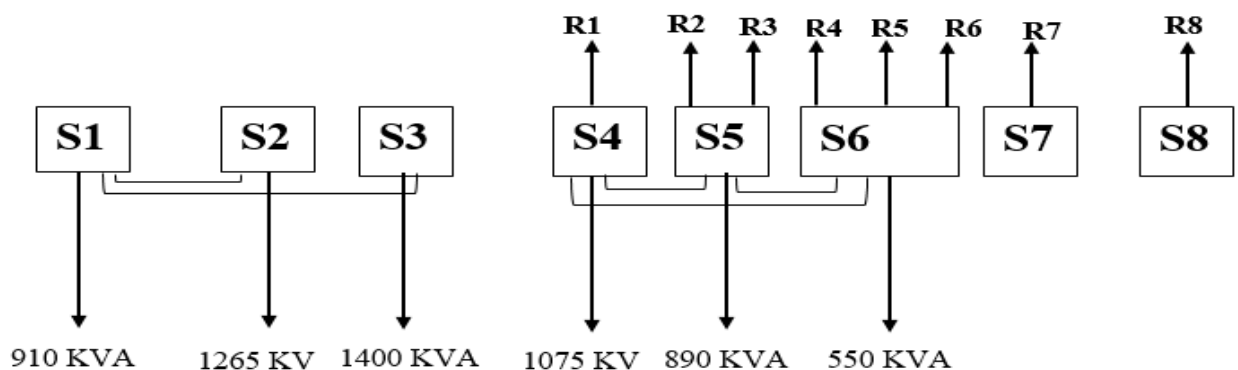 R1 R2 R3 R4 R5 R6 R7 R8
S1 S2 S3 S4 S5 S6 S7 S8
910 KVA 1265 KV 1400 KVA 1075 KV 890 KVA 550 KVA